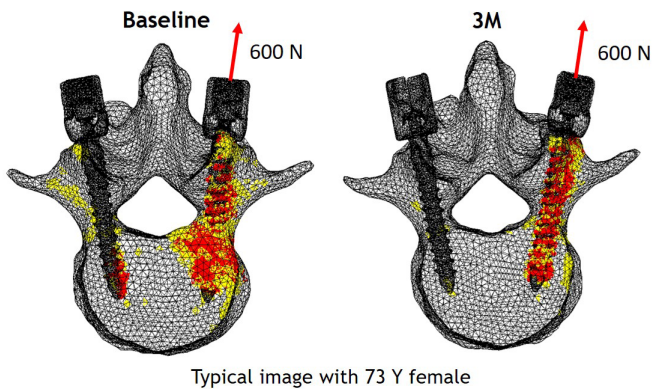 Baseline
3M
600 N
600 N
Typical image with 73 Y female